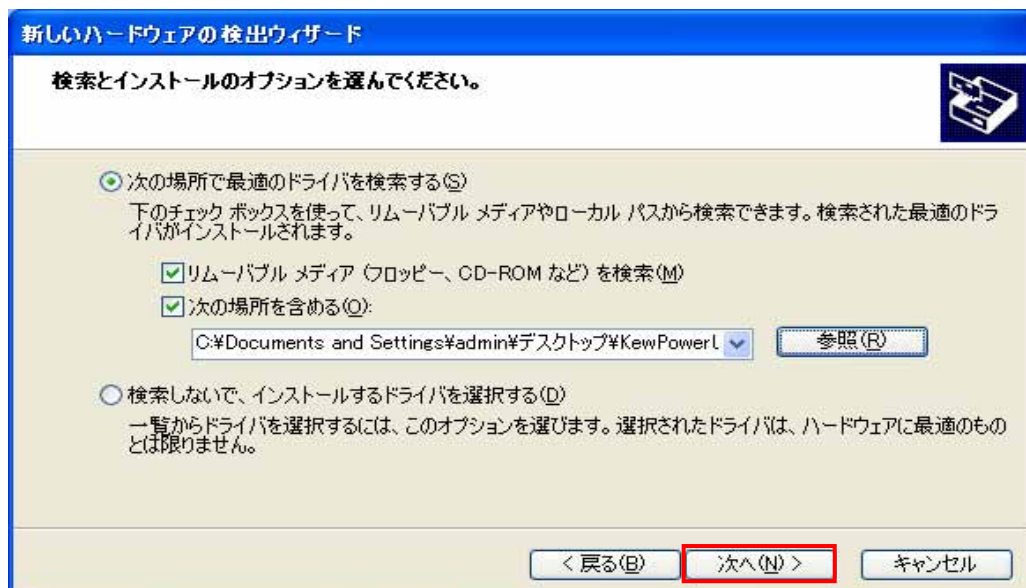 新しいハードウェアの検出ウィザード
検索とインストールのオプションを選んでください。
次の場所で最適のドライバを検索する(S)
下のチェック ボックスを使って、リムーバブル メディアやローカル パスから検索できます。検索された最適のドラ
イバがインストールされます。
リムーバブル メディア (フロッピー、CD-ROM など) を検索(M)
次の場所を含める(O):
C:¥Documents and Settings¥admin¥デスクトップ¥KewPowerL
参照(R)
検索しないで、インストールするドライバを選択する(D)
一覧からドライバを選択するには、このオプションを選びます。選択されたドライバは、ハードウェアに最適のもの
とは限りません。
< 戻る(B) 次へ(N) > キャンセル